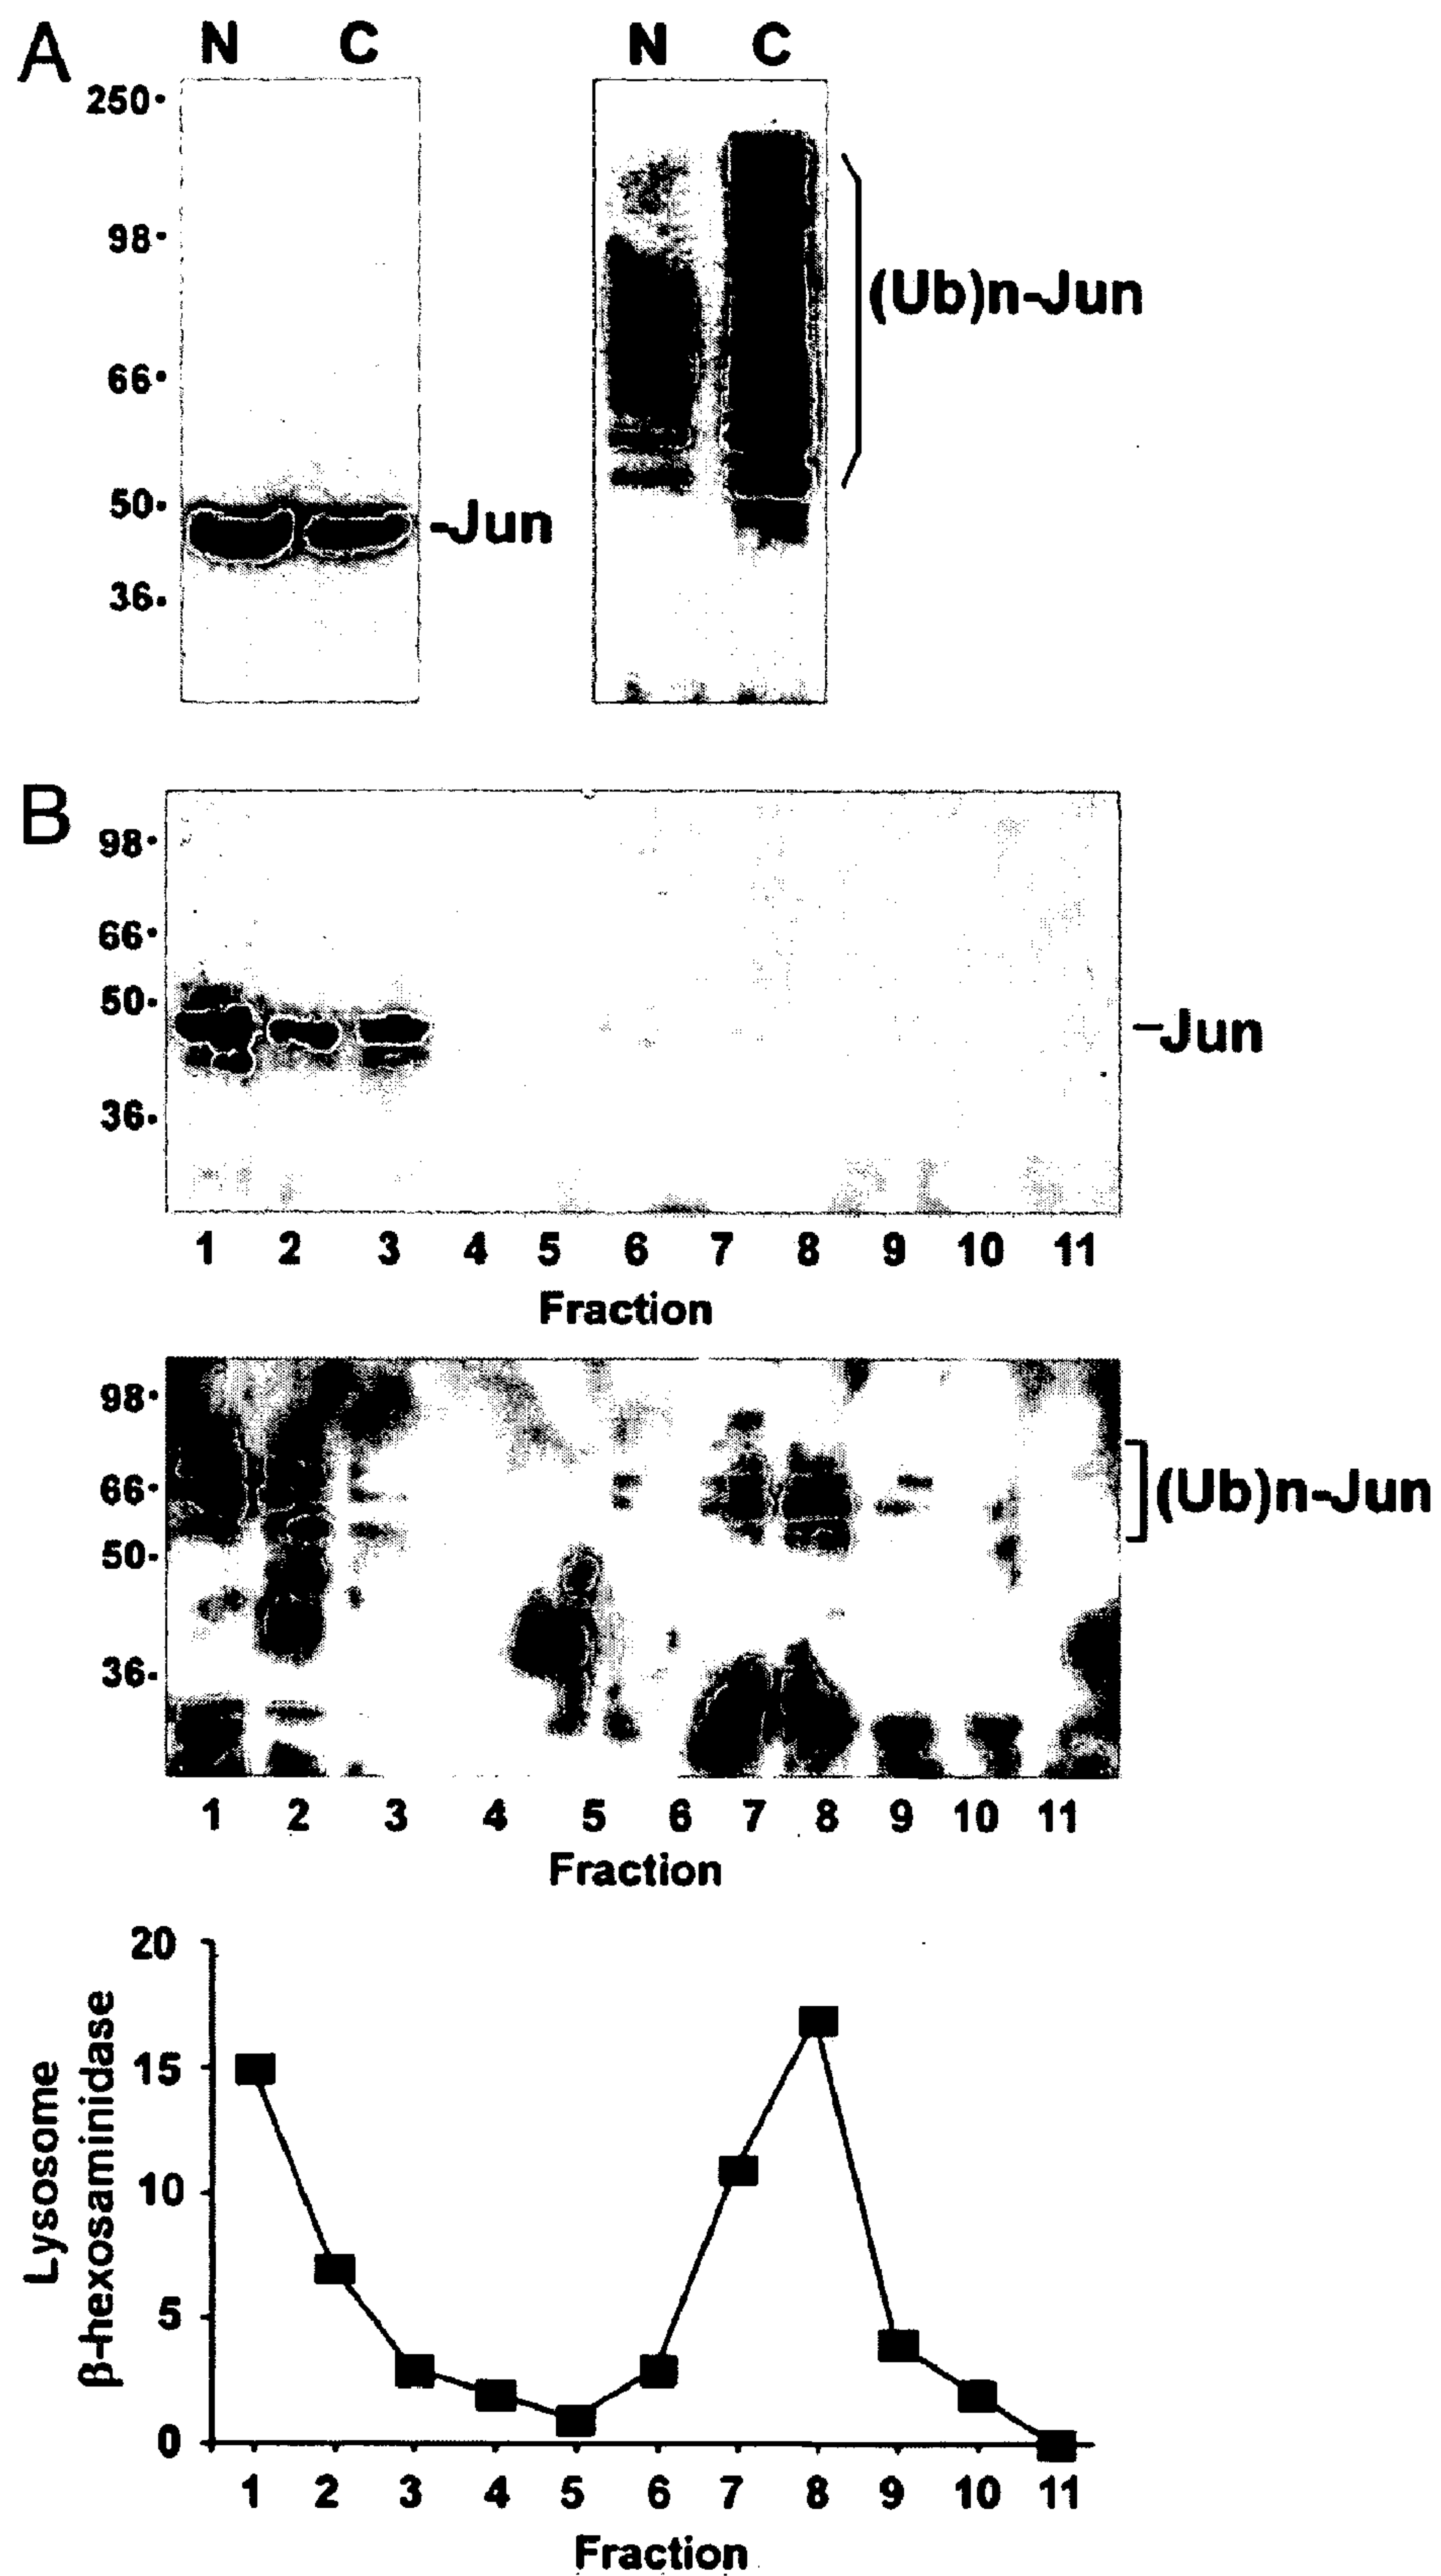 A
N C
N C
250
98
66
50
36
-Jun
(Ub)n-Jun
B
98
66
50
36
-Jun
1 2 3 4 5 6 7 8 9 10 11
Fraction
98
66
50
36
(Ub)n-Jun
1 2 3 4 5 6 7 8 9 10 11
Fraction
Lysosome
β-hexosaminidase
20
15
10
5
0
1 2 3 4 5 6 7 8 9 10 11
Fraction